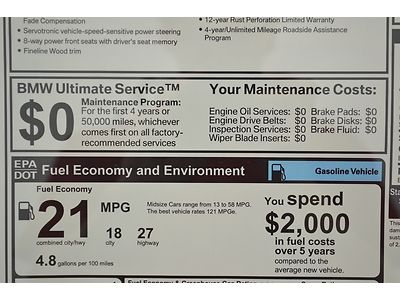 Fade Compensation
• Servotronic vehicle-speed-sensitive power steering
• 8-way power front seats with driver's seat memory
• Fineline Wood trim
• 12-year Rust Perforation Limited Warranty
• 4-year/Unlimited Mileage Roadside Assistance
Program
BMW Ultimate Service™
$0
Maintenance Program:
For the first 4 years or
50,000 miles, whichever
comes first on all factory-
recommended services
Your Maintenance Costs:
Engine Oil Services: $0 Brake Pads: $0
Engine Drive Belts: $0 Brake Disks: $0
Inspection Services: $0 Brake Fluid: $0
Wiper Blade Inserts: $0
EPA
DOT
Fuel Economy and Environment
Gasoline Vehicle
Fuel Economy
21
MPG
combined city/hwy
18
city
27
highway
4.8 gallons per 100 miles
Midsize Cars range from 13 to 58 MPG.
The best vehicle rates 121 MPGe.
You spend
$2,000
in fuel costs
over 5 years
compared to the
average new vehicle.